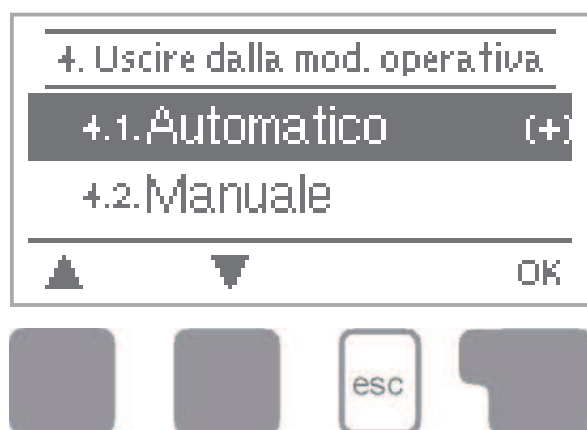 4. Uscire dalla mod. operativa
4.1. Automatico (+)
4.2. Manuale
▲ ▼ OK
esc